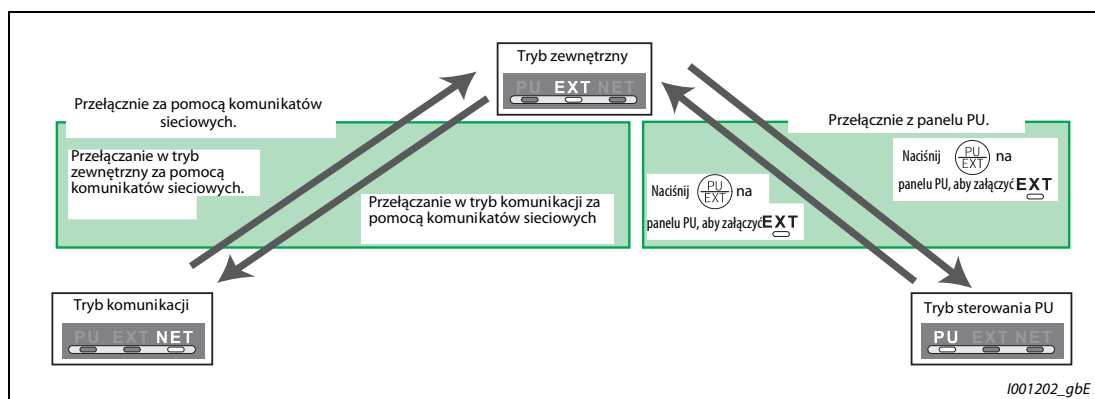 Tryb zewnętrzny
PU EXT NET
Przełącznie za pomocą komunikatów
sieciowych.
Przełączanie w tryb
zewnętrzny za pomocą
komunikatów sieciowych.
Przełączanie w tryb komunikacji za
pomocą komunikatów sieciowych
Przełącznie z panelu PU.
Naciśnij PU/EXT na
panelu PU, aby załączyć EXT
Naciśnij PU/EXT na
panelu PU, aby załączyć EXT
Tryb komunikacji
PU EXT NET
Tryb sterowania PU
PU EXT NET
I001202_gbE